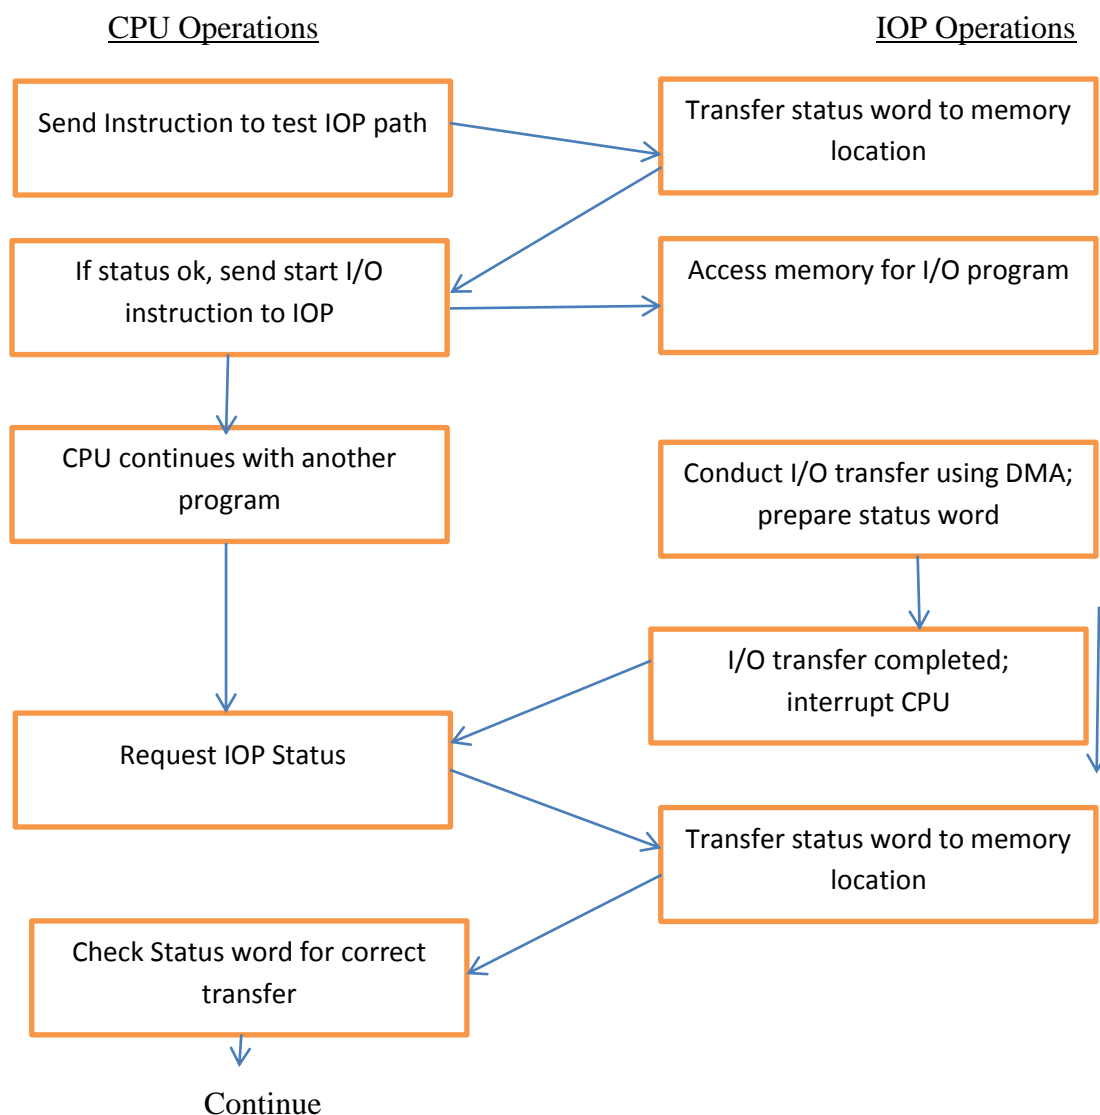 CPU Operations
IOP Operations
Send Instruction to test IOP path
Transfer status word to memory
location
If status ok, send start I/O
instruction to IOP
Access memory for I/O program
CPU continues with another
program
Conduct I/O transfer using DMA;
prepare status word
I/O transfer completed;
interrupt CPU
Request IOP Status
Transfer status word to memory
location
Check Status word for correct
transfer
Continue